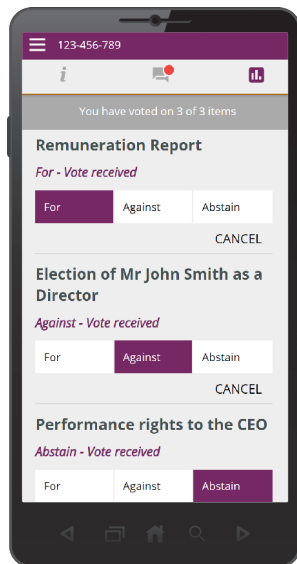 123-456-789
i
You have voted on 3 of 3 items
Remuneration Report
For - Vote received
For Against Abstain
CANCEL
Election of Mr John Smith as a
Director
Against - Vote received
For Against Abstain
CANCEL
Performance rights to the CEO
Abstain - Vote received
For Against Abstain